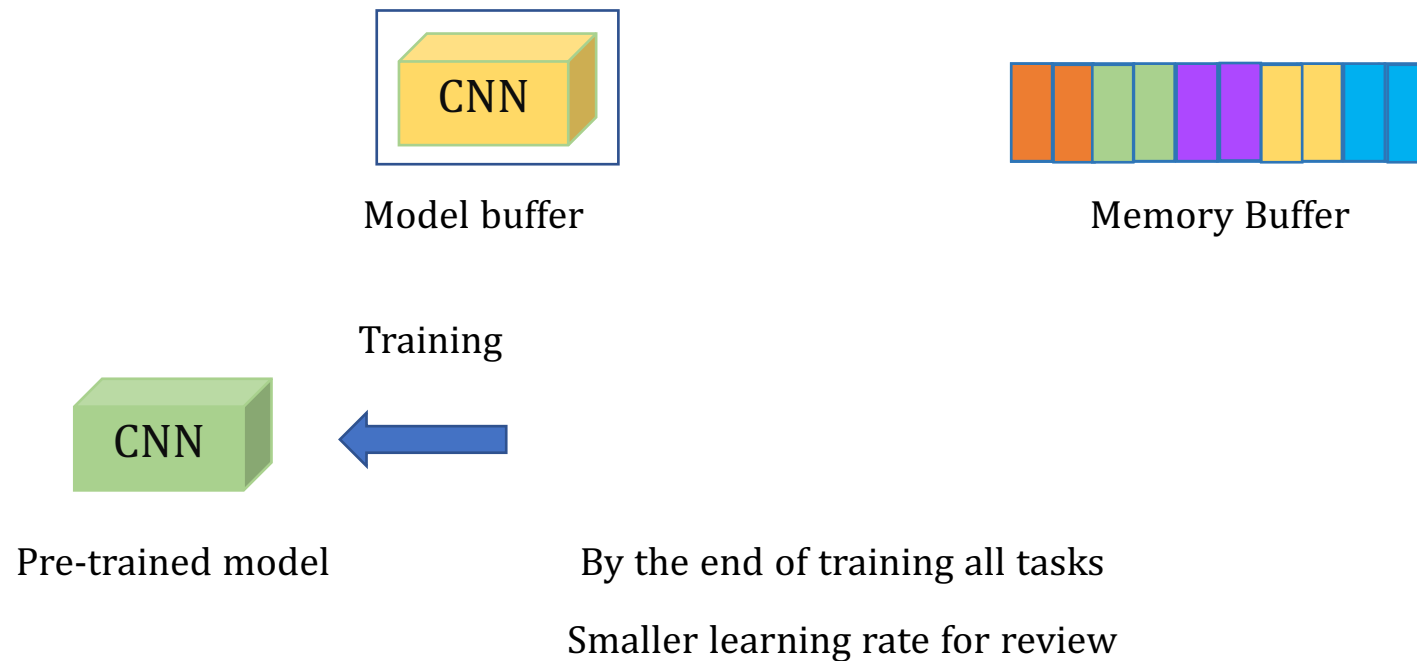 CNN
Model buffer
Memory Buffer
Training
CNN
Pre-trained model
By the end of training all tasks
Smaller learning rate for review